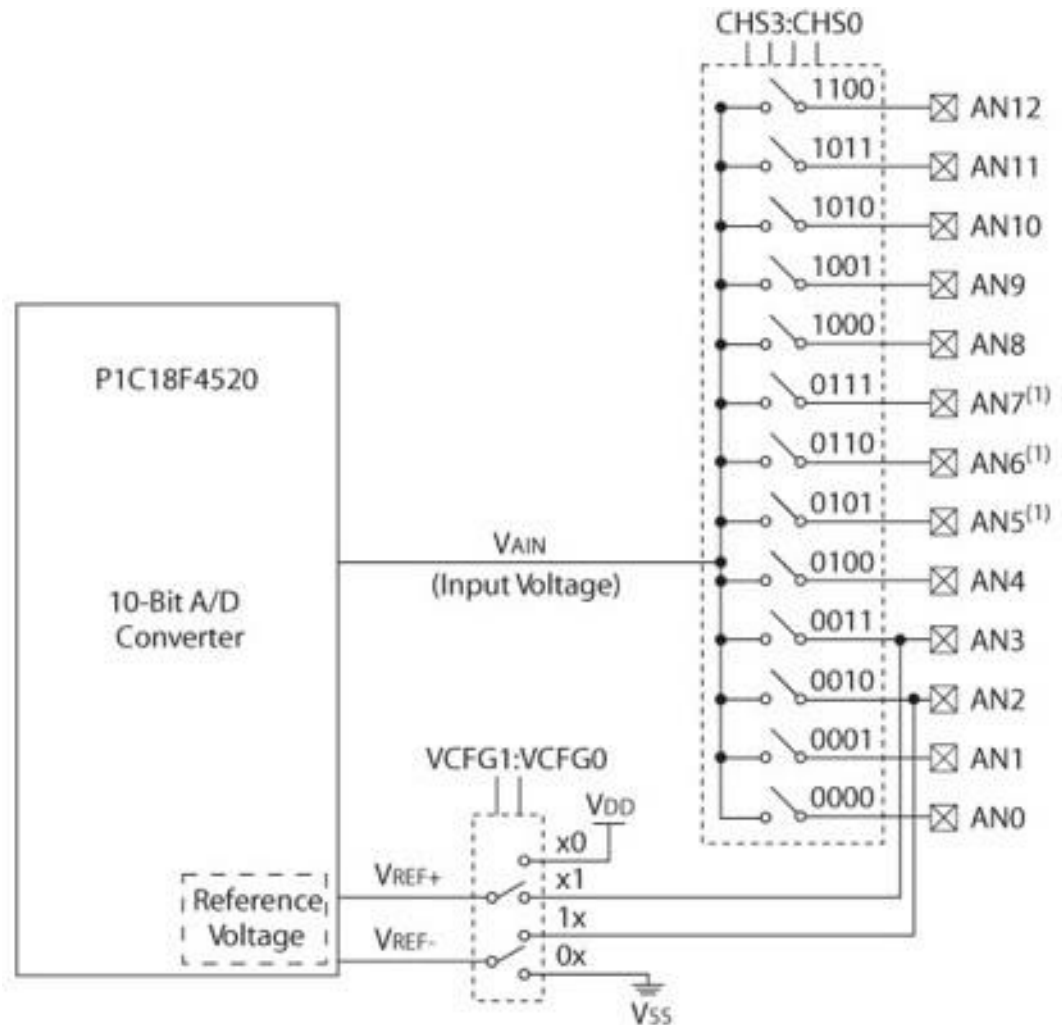 CHS3:CHS0
1100 AN12
1011 AN11
1010 AN10
1001 AN9
1000 AN8
P1C18F4520
0111 AN7(1)
0110 AN6(1)
0101 AN5(1)
VAIN
(Input Voltage)
0100 AN4
10-Bit A/D
Converter
0011 AN3
0010 AN2
0001 AN1
VCFG1:VCFG0
0000 AN0
VDD
x0
VREF+
x1
Reference
Voltage
1x
VREF-
0x
VSS